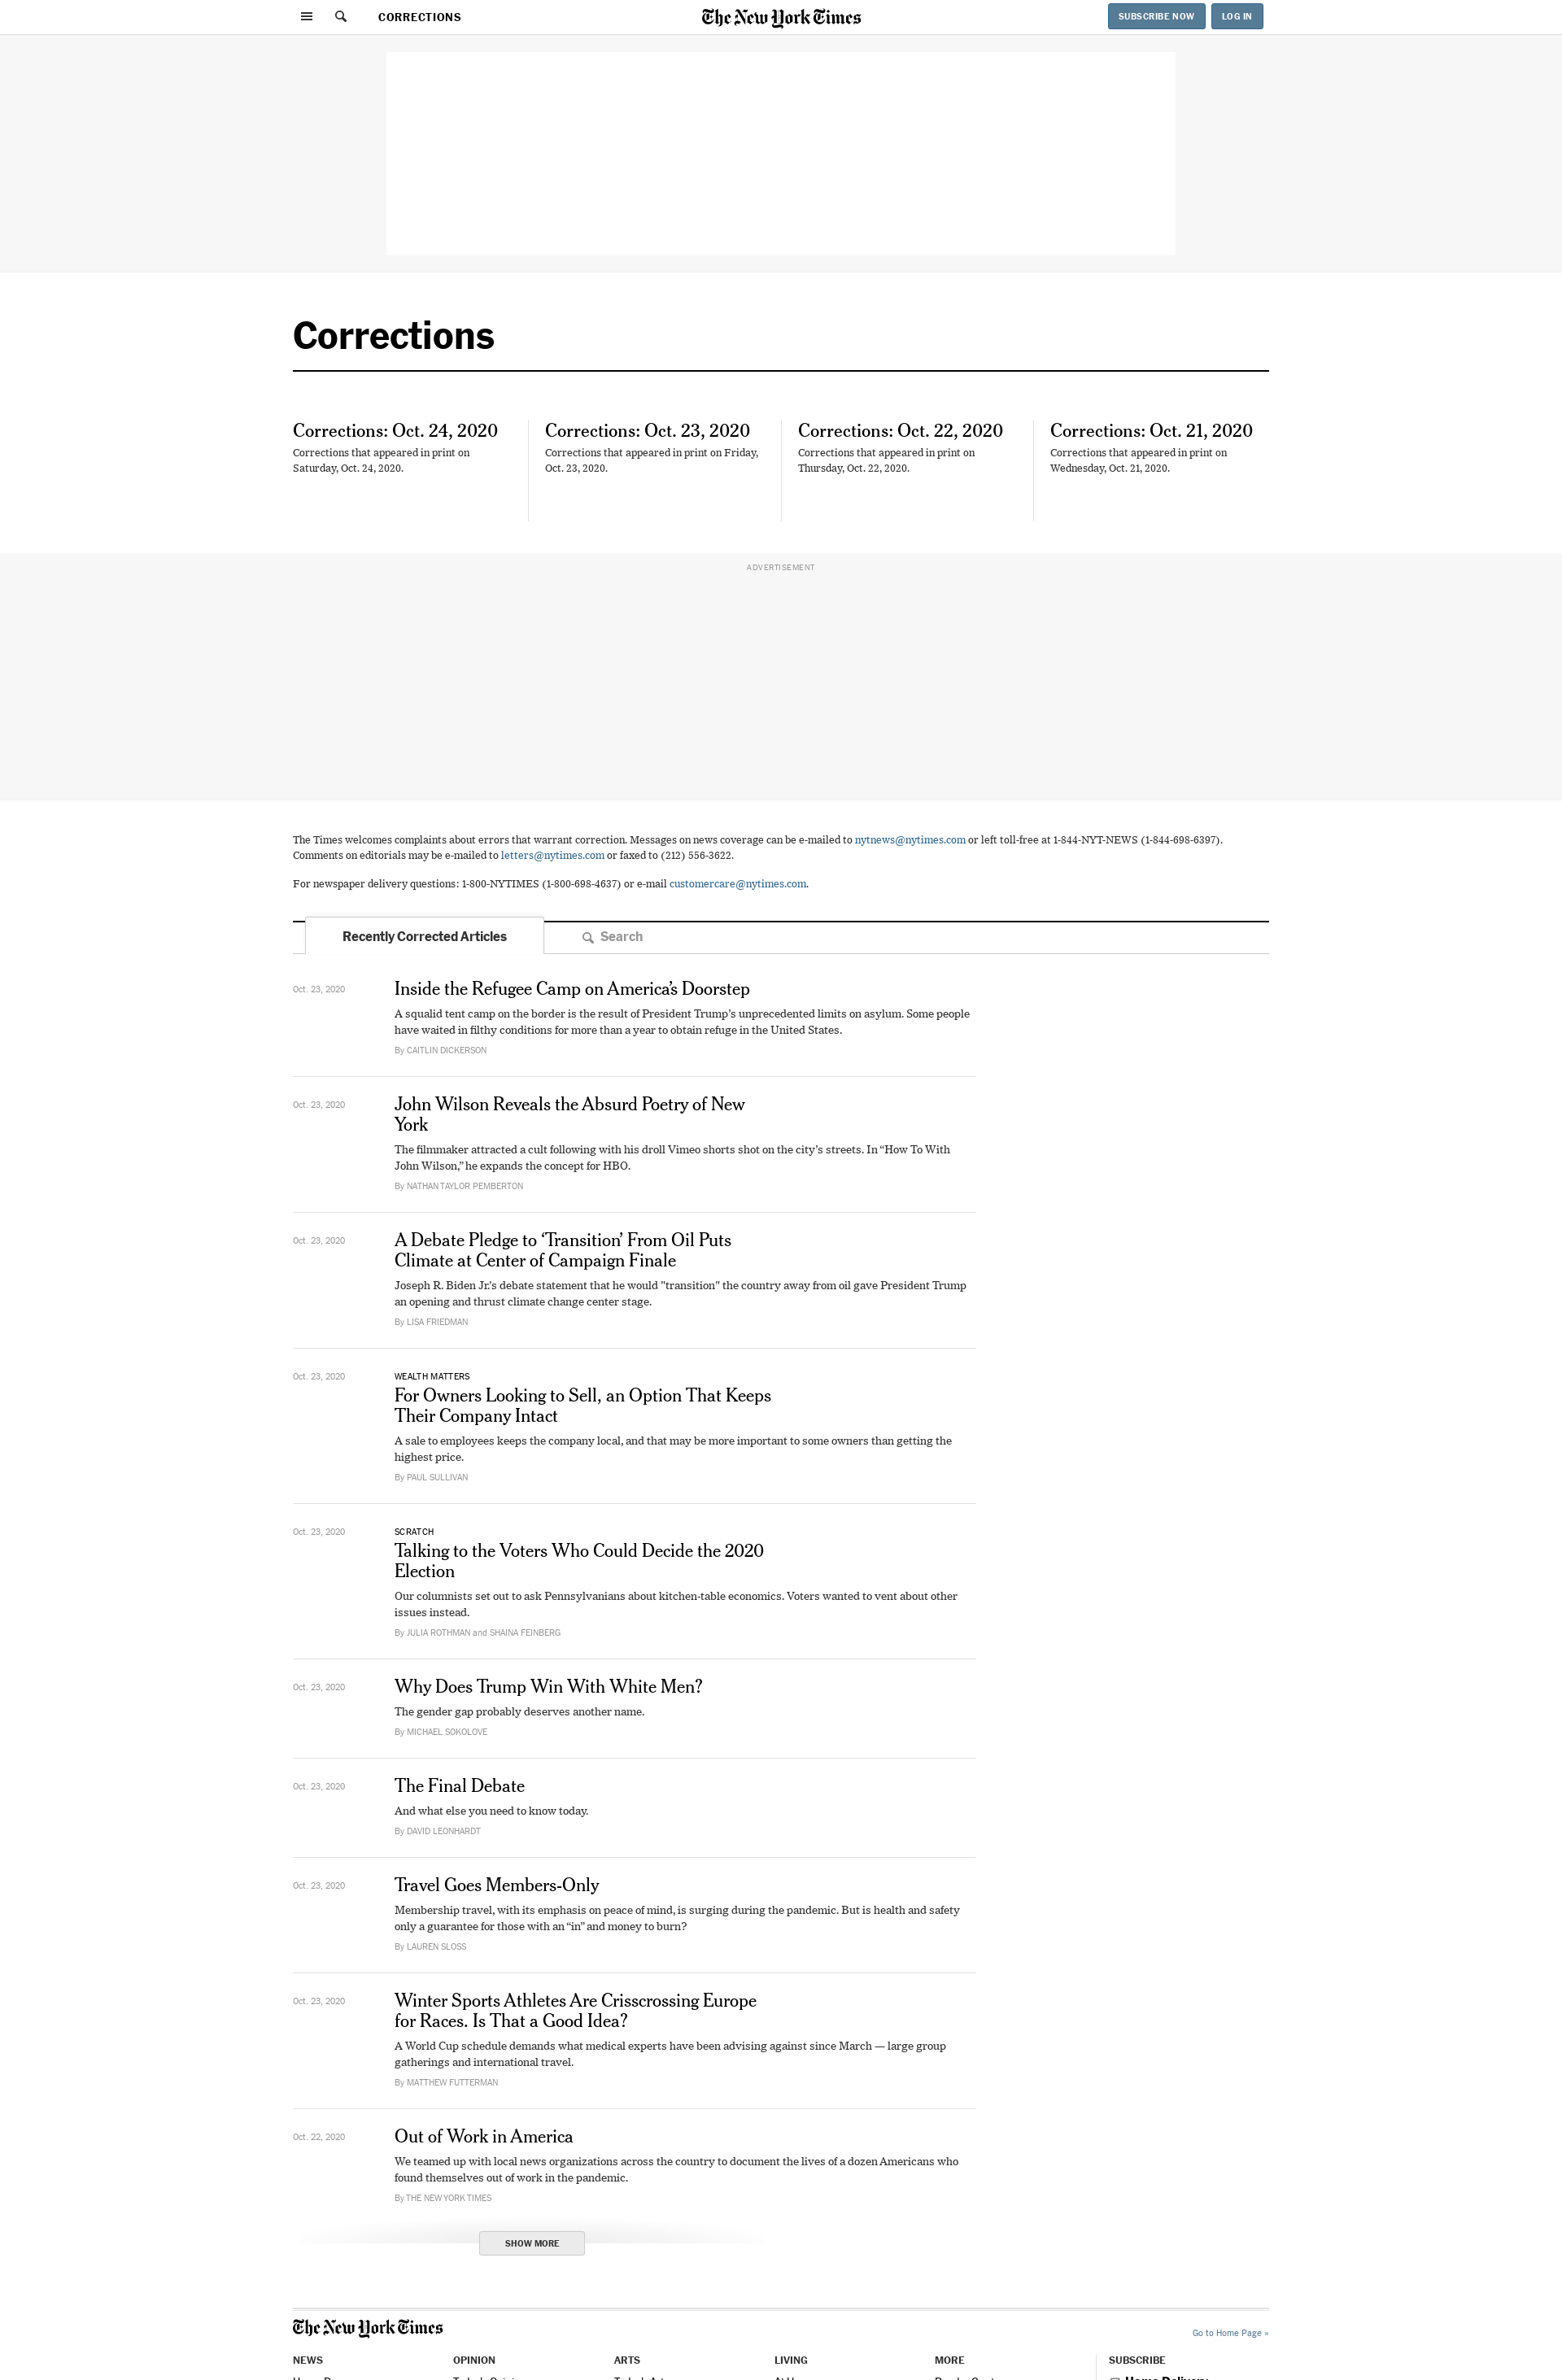 CORRECTIONS
The New York Times
SUBSCRIBE NOW
LOG IN
Corrections
Corrections: Oct. 24, 2020
Corrections that appeared in print on
Saturday, Oct. 24, 2020.
Corrections: Oct. 23, 2020
Corrections that appeared in print on Friday,
Oct. 23, 2020.
Corrections: Oct. 22, 2020
Corrections that appeared in print on
Thursday, Oct. 22, 2020.
Corrections: Oct. 21, 2020
Corrections that appeared in print on
Wednesday, Oct. 21, 2020.
ADVERTISEMENT
The Times welcomes complaints about errors that warrant correction. Messages on news coverage can be e-mailed to nytnews@nytimes.com or left toll-free at 1-844-NYT-NEWS (1-844-698-6397).
Comments on editorials may be e-mailed to letters@nytimes.com or faxed to (212) 556-3622.
For newspaper delivery questions: 1-800-NYTIMES (1-800-698-4637) or e-mail customercare@nytimes.com.
Recently Corrected Articles
Search
Oct. 23, 2020
Inside the Refugee Camp on America’s Doorstep
A squalid tent camp on the border is the result of President Trump’s unprecedented limits on asylum. Some people
have waited in filthy conditions for more than a year to obtain refuge in the United States.
By CAITLIN DICKERSON
Oct. 23, 2020
John Wilson Reveals the Absurd Poetry of New
York
The filmmaker attracted a cult following with his droll Vimeo shorts shot on the city’s streets. In “How To With
John Wilson,” he expands the concept for HBO.
By NATHAN TAYLOR PEMBERTON
Oct. 23, 2020
A Debate Pledge to ‘Transition’ From Oil Puts
Climate at Center of Campaign Finale
Joseph R. Biden Jr.’s debate statement that he would "transition" the country away from oil gave President Trump
an opening and thrust climate change center stage.
By LISA FRIEDMAN
Oct. 23, 2020
WEALTH MATTERS
For Owners Looking to Sell, an Option That Keeps
Their Company Intact
A sale to employees keeps the company local, and that may be more important to some owners than getting the
highest price.
By PAUL SULLIVAN
Oct. 23, 2020
SCRATCH
Talking to the Voters Who Could Decide the 2020
Election
Our columnists set out to ask Pennsylvanians about kitchen-table economics. Voters wanted to vent about other
issues instead.
By JULIA ROTHMAN and SHAINA FEINBERG
Oct. 23, 2020
Why Does Trump Win With White Men?
The gender gap probably deserves another name.
By MICHAEL SOKOLOVE
Oct. 23, 2020
The Final Debate
And what else you need to know today.
By DAVID LEONHARDT
Oct. 23, 2020
Travel Goes Members-Only
Membership travel, with its emphasis on peace of mind, is surging during the pandemic. But is health and safety
only a guarantee for those with an “in” and money to burn?
By LAUREN SLOSS
Oct. 23, 2020
Winter Sports Athletes Are Crisscrossing Europe
for Races. Is That a Good Idea?
A World Cup schedule demands what medical experts have been advising against since March — large group
gatherings and international travel.
By MATTHEW FUTTERMAN
Oct. 22, 2020
Out of Work in America
We teamed up with local news organizations across the country to document the lives of a dozen Americans who
found themselves out of work in the pandemic.
By THE NEW YORK TIMES
SHOW MORE
The New York Times
Go to Home Page »
NEWS
OPINION
ARTS
LIVING
MORE
SUBSCRIBE